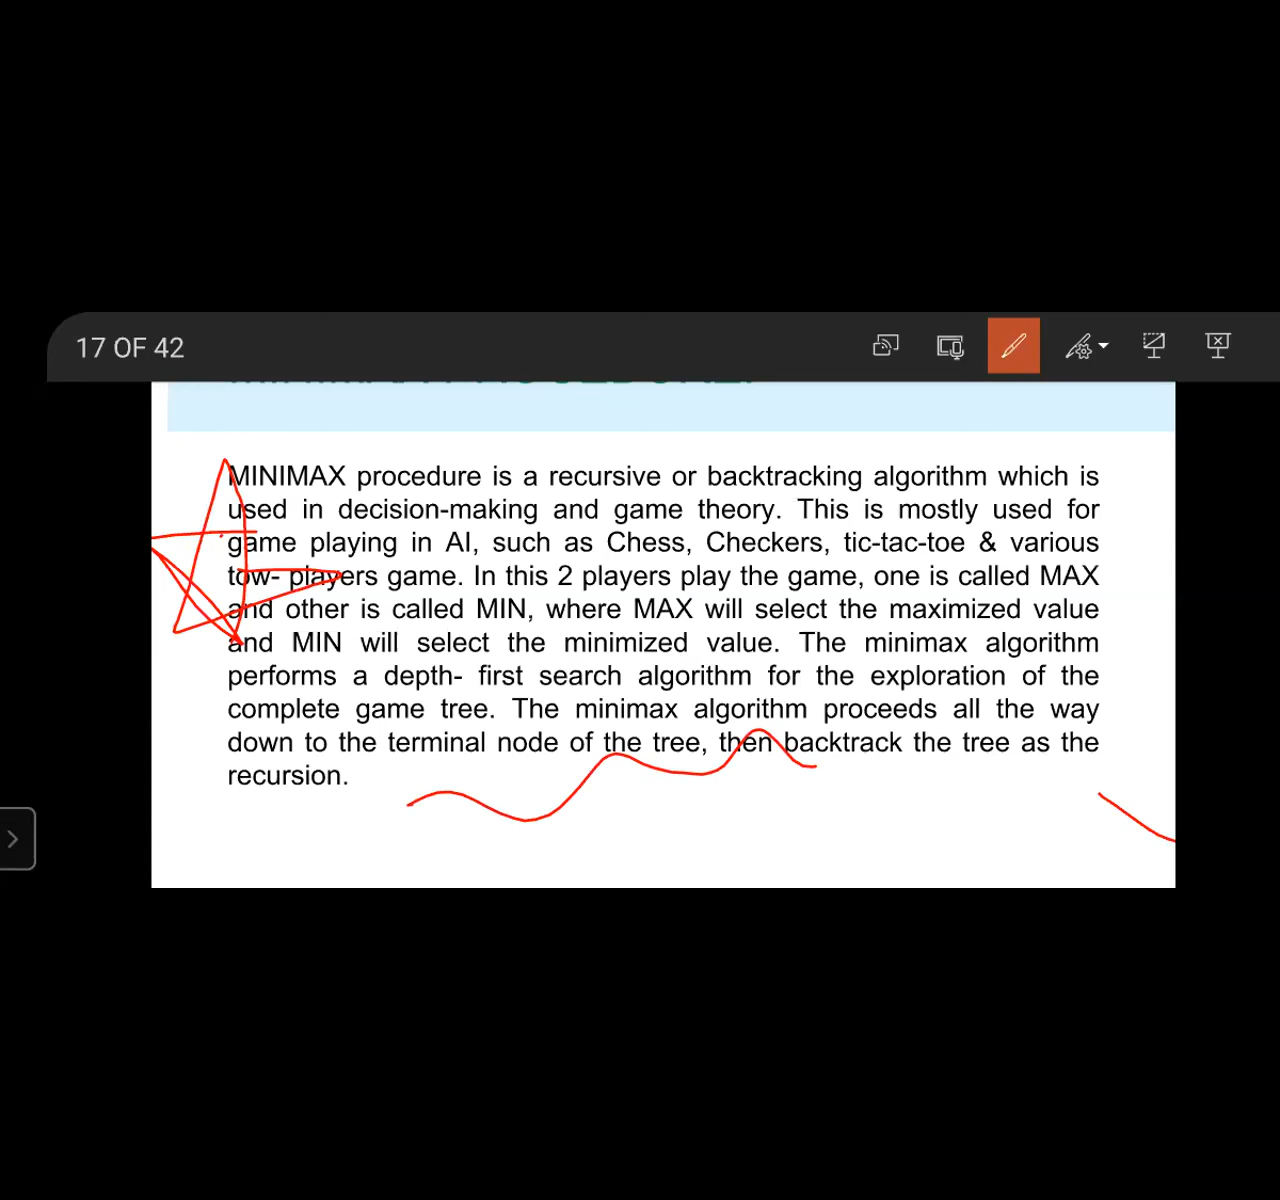 17 OF 42
MINIMAX procedure is a recursive or backtracking algorithm which is
used in decision-making and game theory. This is mostly used for
game playing in AI, such as Chess, Checkers, tic-tac-toe & various
tow- players game. In this 2 players play the game, one is called MAX
and other is called MIN, where MAX will select the maximized value
and MIN will select the minimized value. The minimax algorithm
performs a depth- first search algorithm for the exploration of the
complete game tree. The minimax algorithm proceeds all the way
down to the terminal node of the tree, then backtrack the tree as the
recursion.